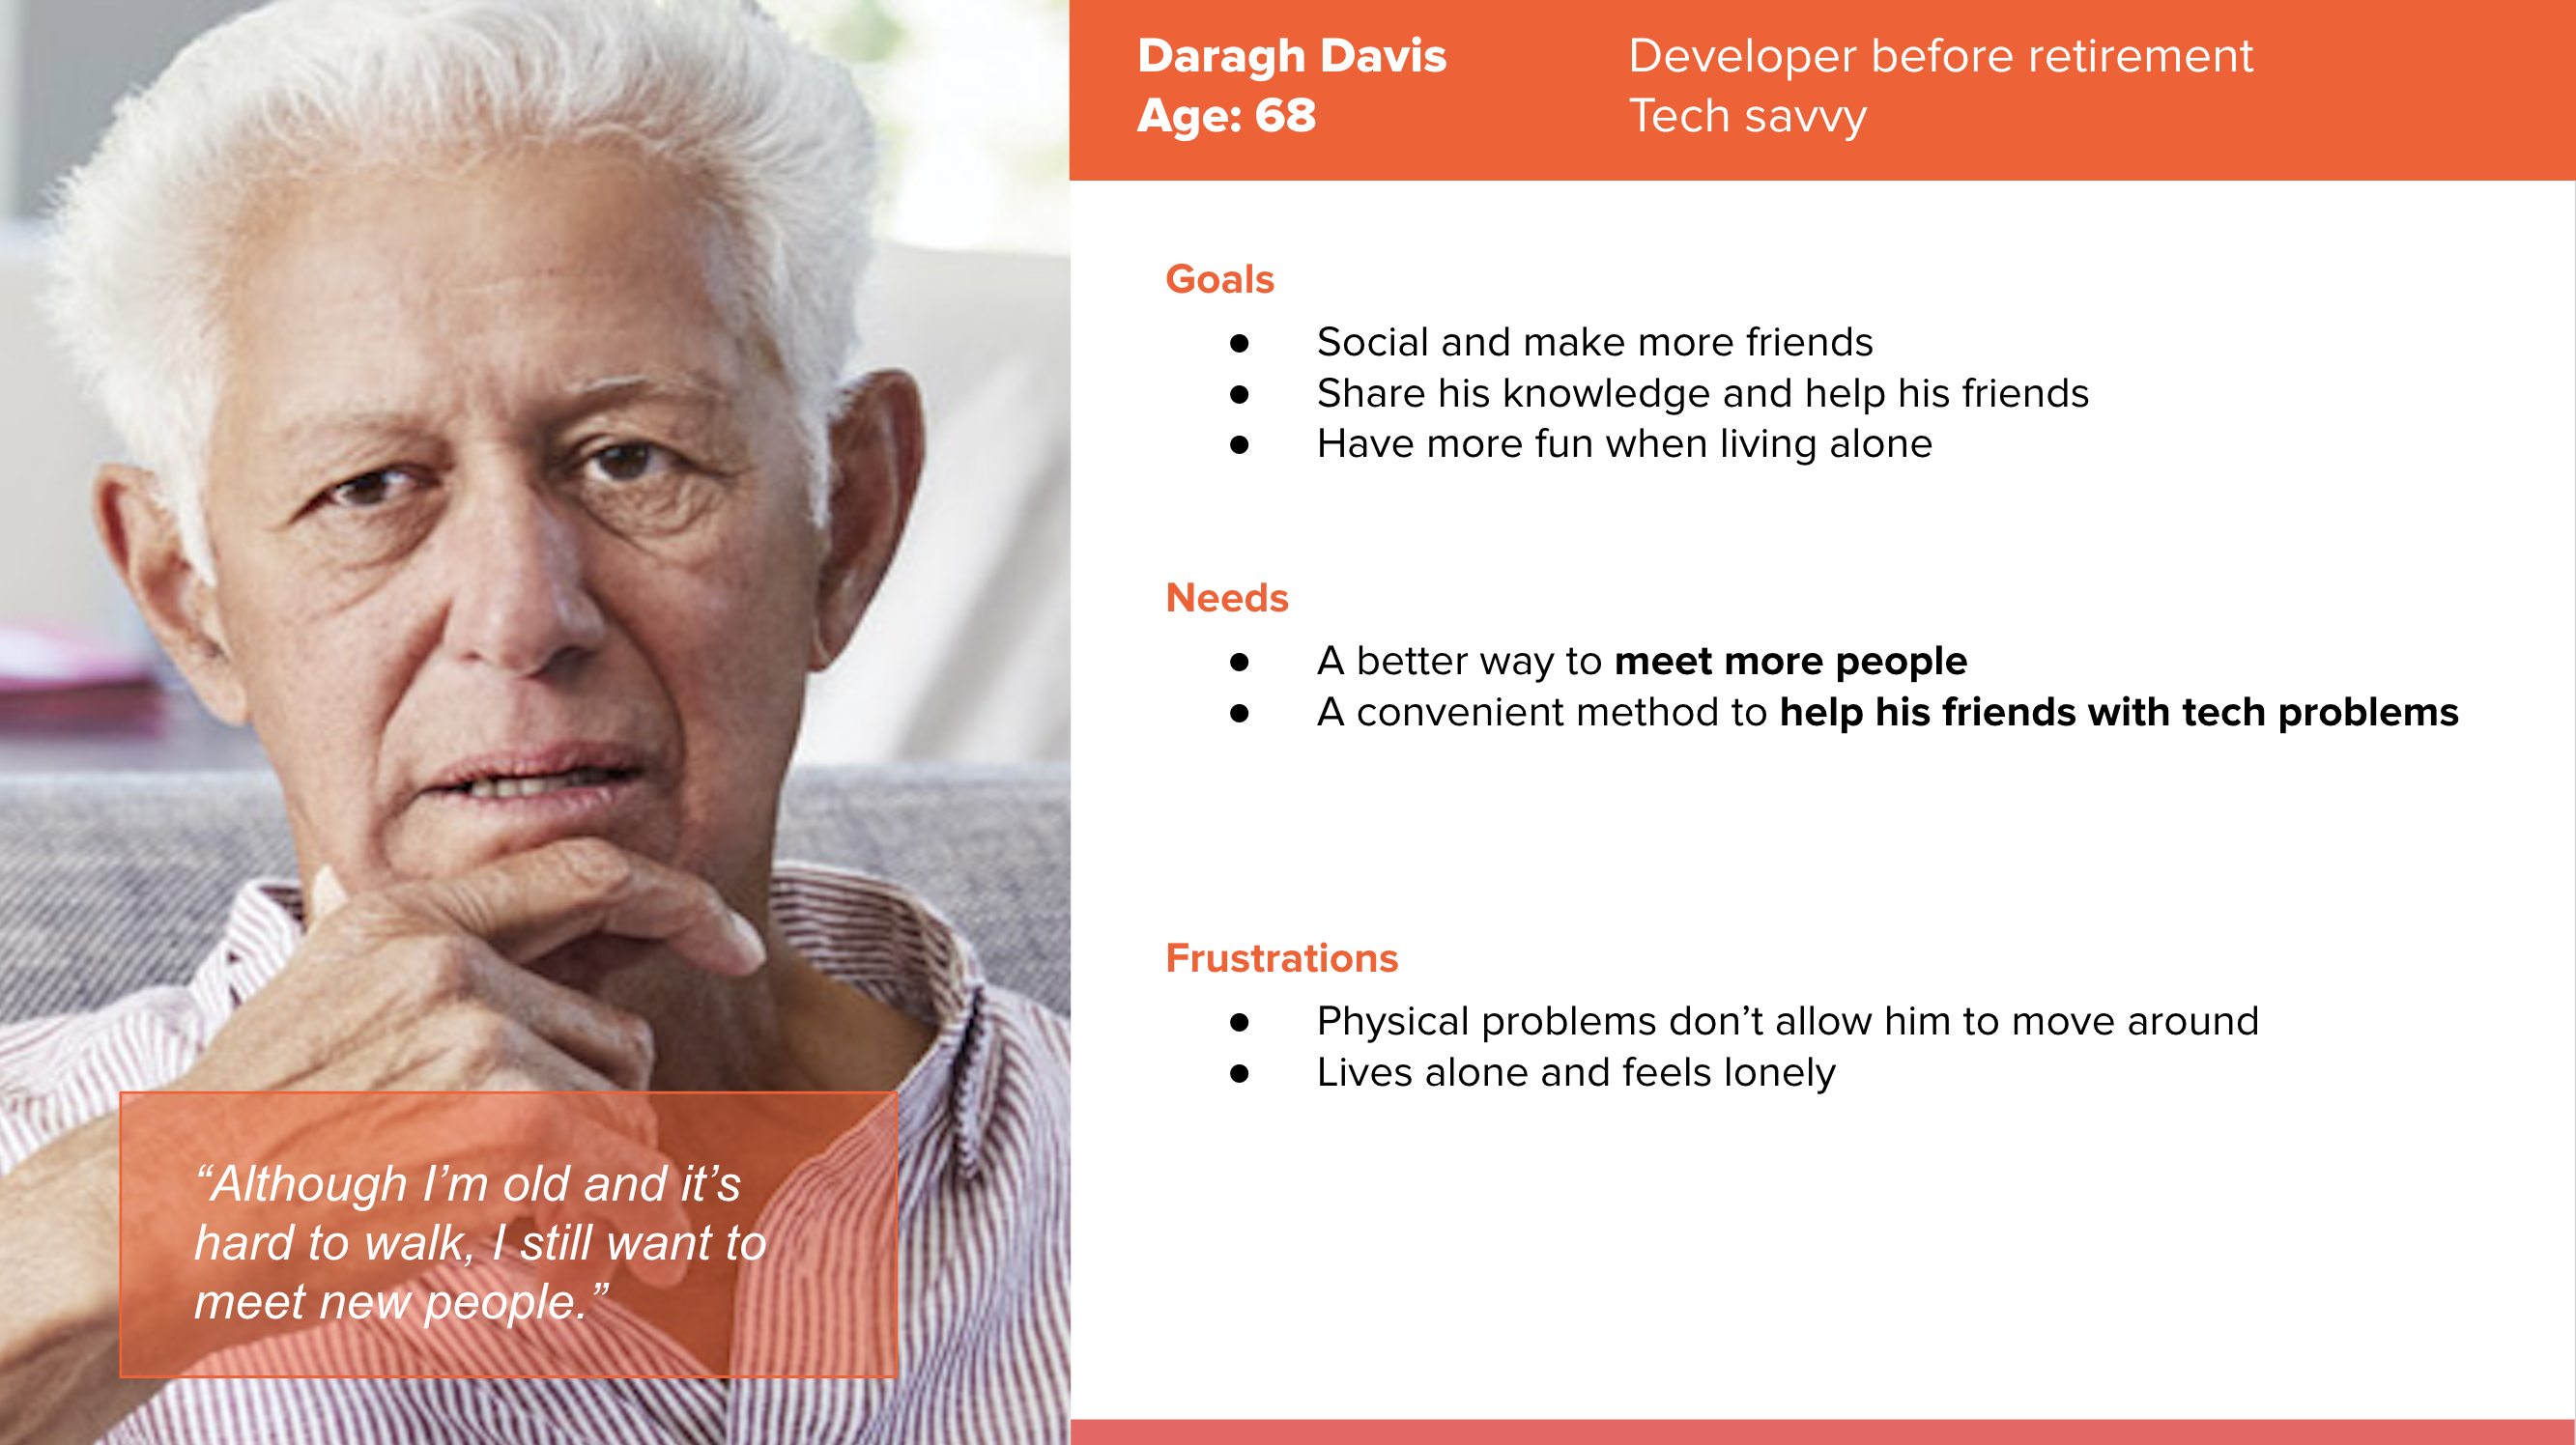 Daragh Davis
Age: 68
Developer before retirement
Tech savvy
Goals
● Social and make more friends
● Share his knowledge and help his friends
● Have more fun when living alone
Needs
● A better way to meet more people
● A convenient method to help his friends with tech problems
Frustrations
● Physical problems don’t allow him to move around
● Lives alone and feels lonely
“Although I’m old and it’s
hard to walk, I still want to
meet new people.”